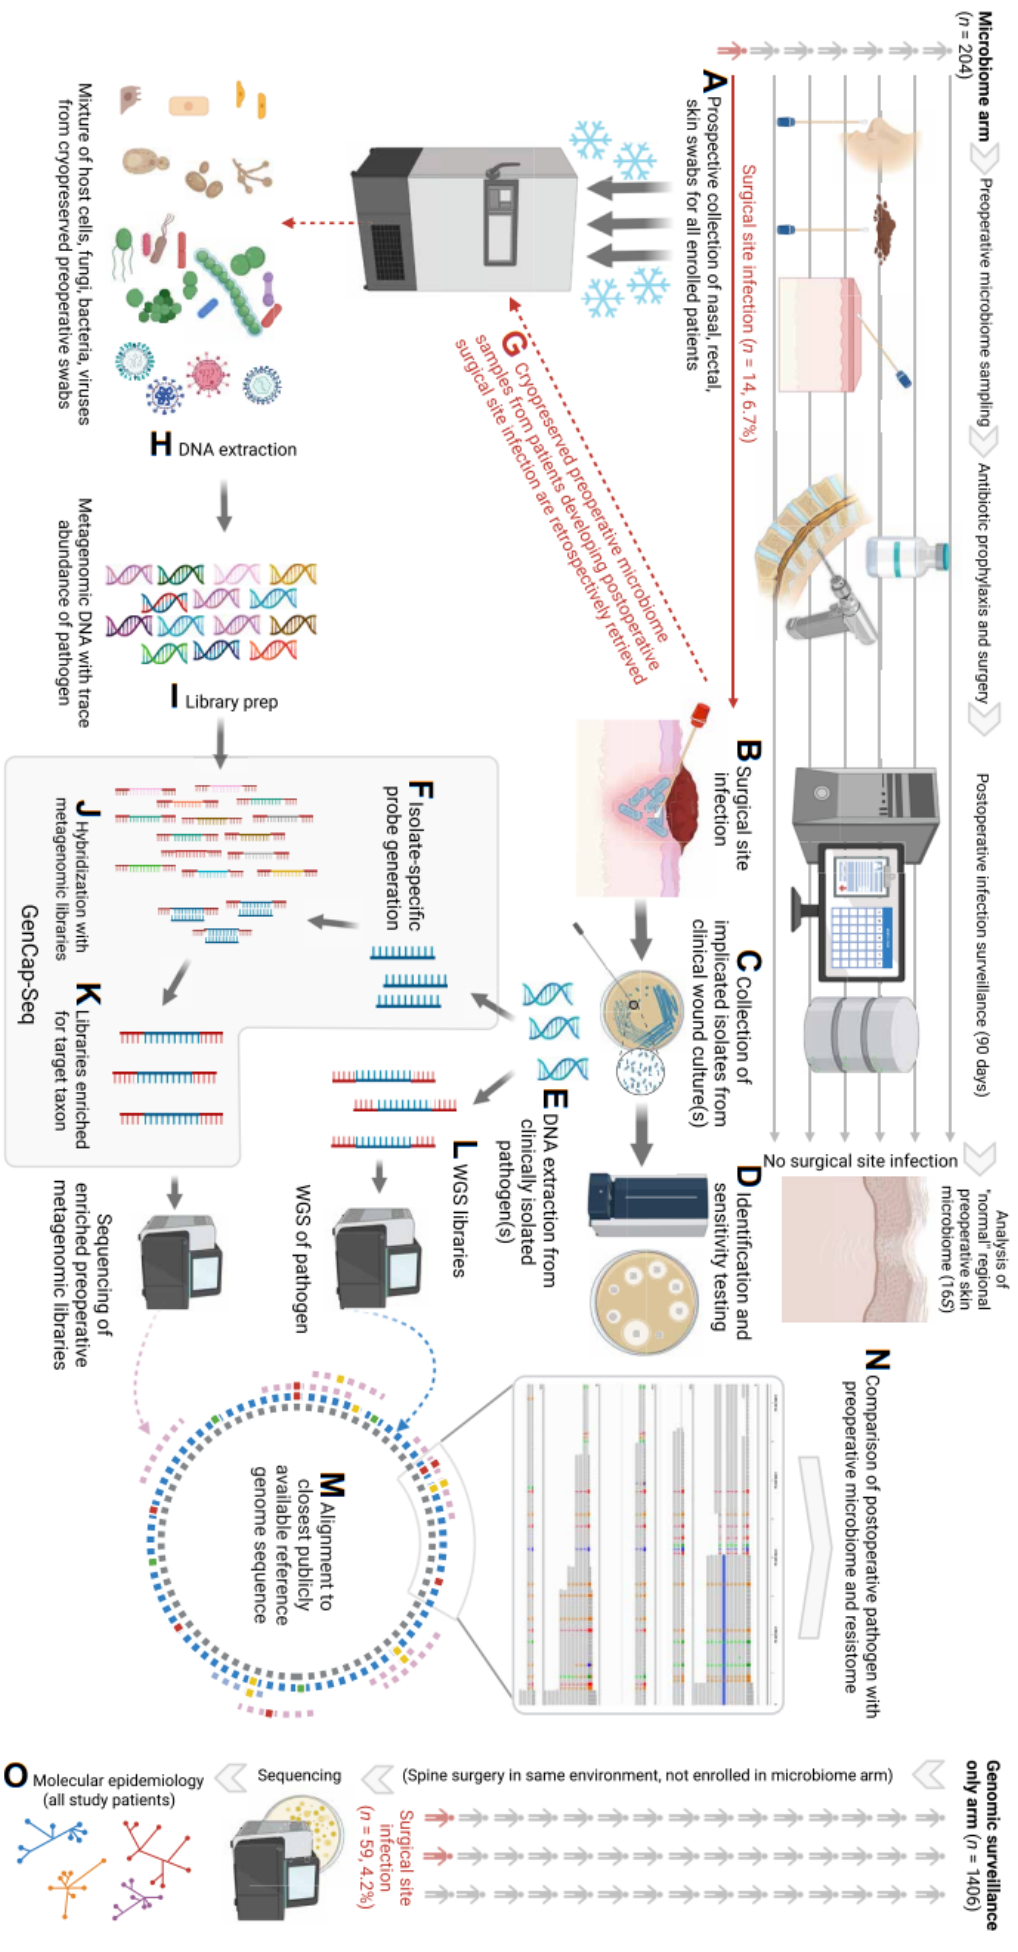 Microbiome arm
(n = 204)
Preoperative microbiome sampling
Antibiotic prophylaxis and surgery
Postoperative infection surveillance (90 days)
Analysis of
"normal" regional
preoperative skin
microbiome (16S)
No surgical site infection
Surgical site infection (n = 14, 6.7%)
A Prospective collection of nasal, rectal,
skin swabs for all enrolled patients
B Surgical site
infection
C Collection of
implicated isolates from
clinical wound culture(s)
D Identification and
sensitivity testing
E DNA extraction from
clinically isolated
pathogen(s)
F Isolate-specific
probe generation
G Cryopreserved preoperative microbiome
samples from patients developing postoperative
surgical site infection are retrospectively retrieved
Mixture of host cells, fungi, bacteria, viruses
from cryopreserved preoperative swabs
H DNA extraction
Metagenomic DNA with trace
abundance of pathogen
I Library prep
J Hybridization with
metagenomic libraries
K Libraries enriched
for target taxon
GenCap-Seq
L WGS libraries
WGS of pathogen
Sequencing of
enriched preoperative
metagenomic libraries
M Alignment to
closest publicly
available reference
genome sequence
N Comparison of postoperative pathogen with
preoperative microbiome and resistome
Genomic surveillance
only arm (n = 1406)
(Spine surgery in same environment, not enrolled in microbiome arm)
Surgical site
infection
(n = 59, 4.2%)
Sequencing
O Molecular epidemiology
(all study patients)